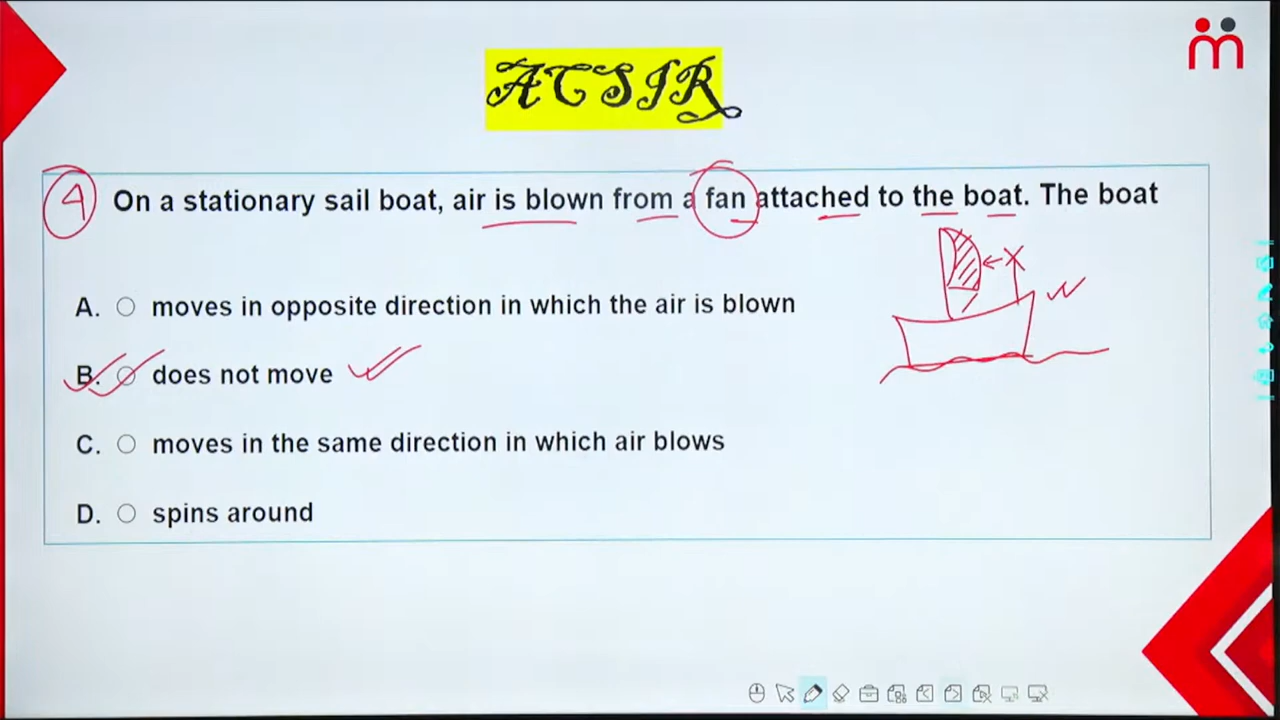 ACSIR
4 On a stationary sail boat, air is blown from a fan attached to the boat. The boat
A. moves in opposite direction in which the air is blown
B. does not move
C. moves in the same direction in which air blows
D. spins around